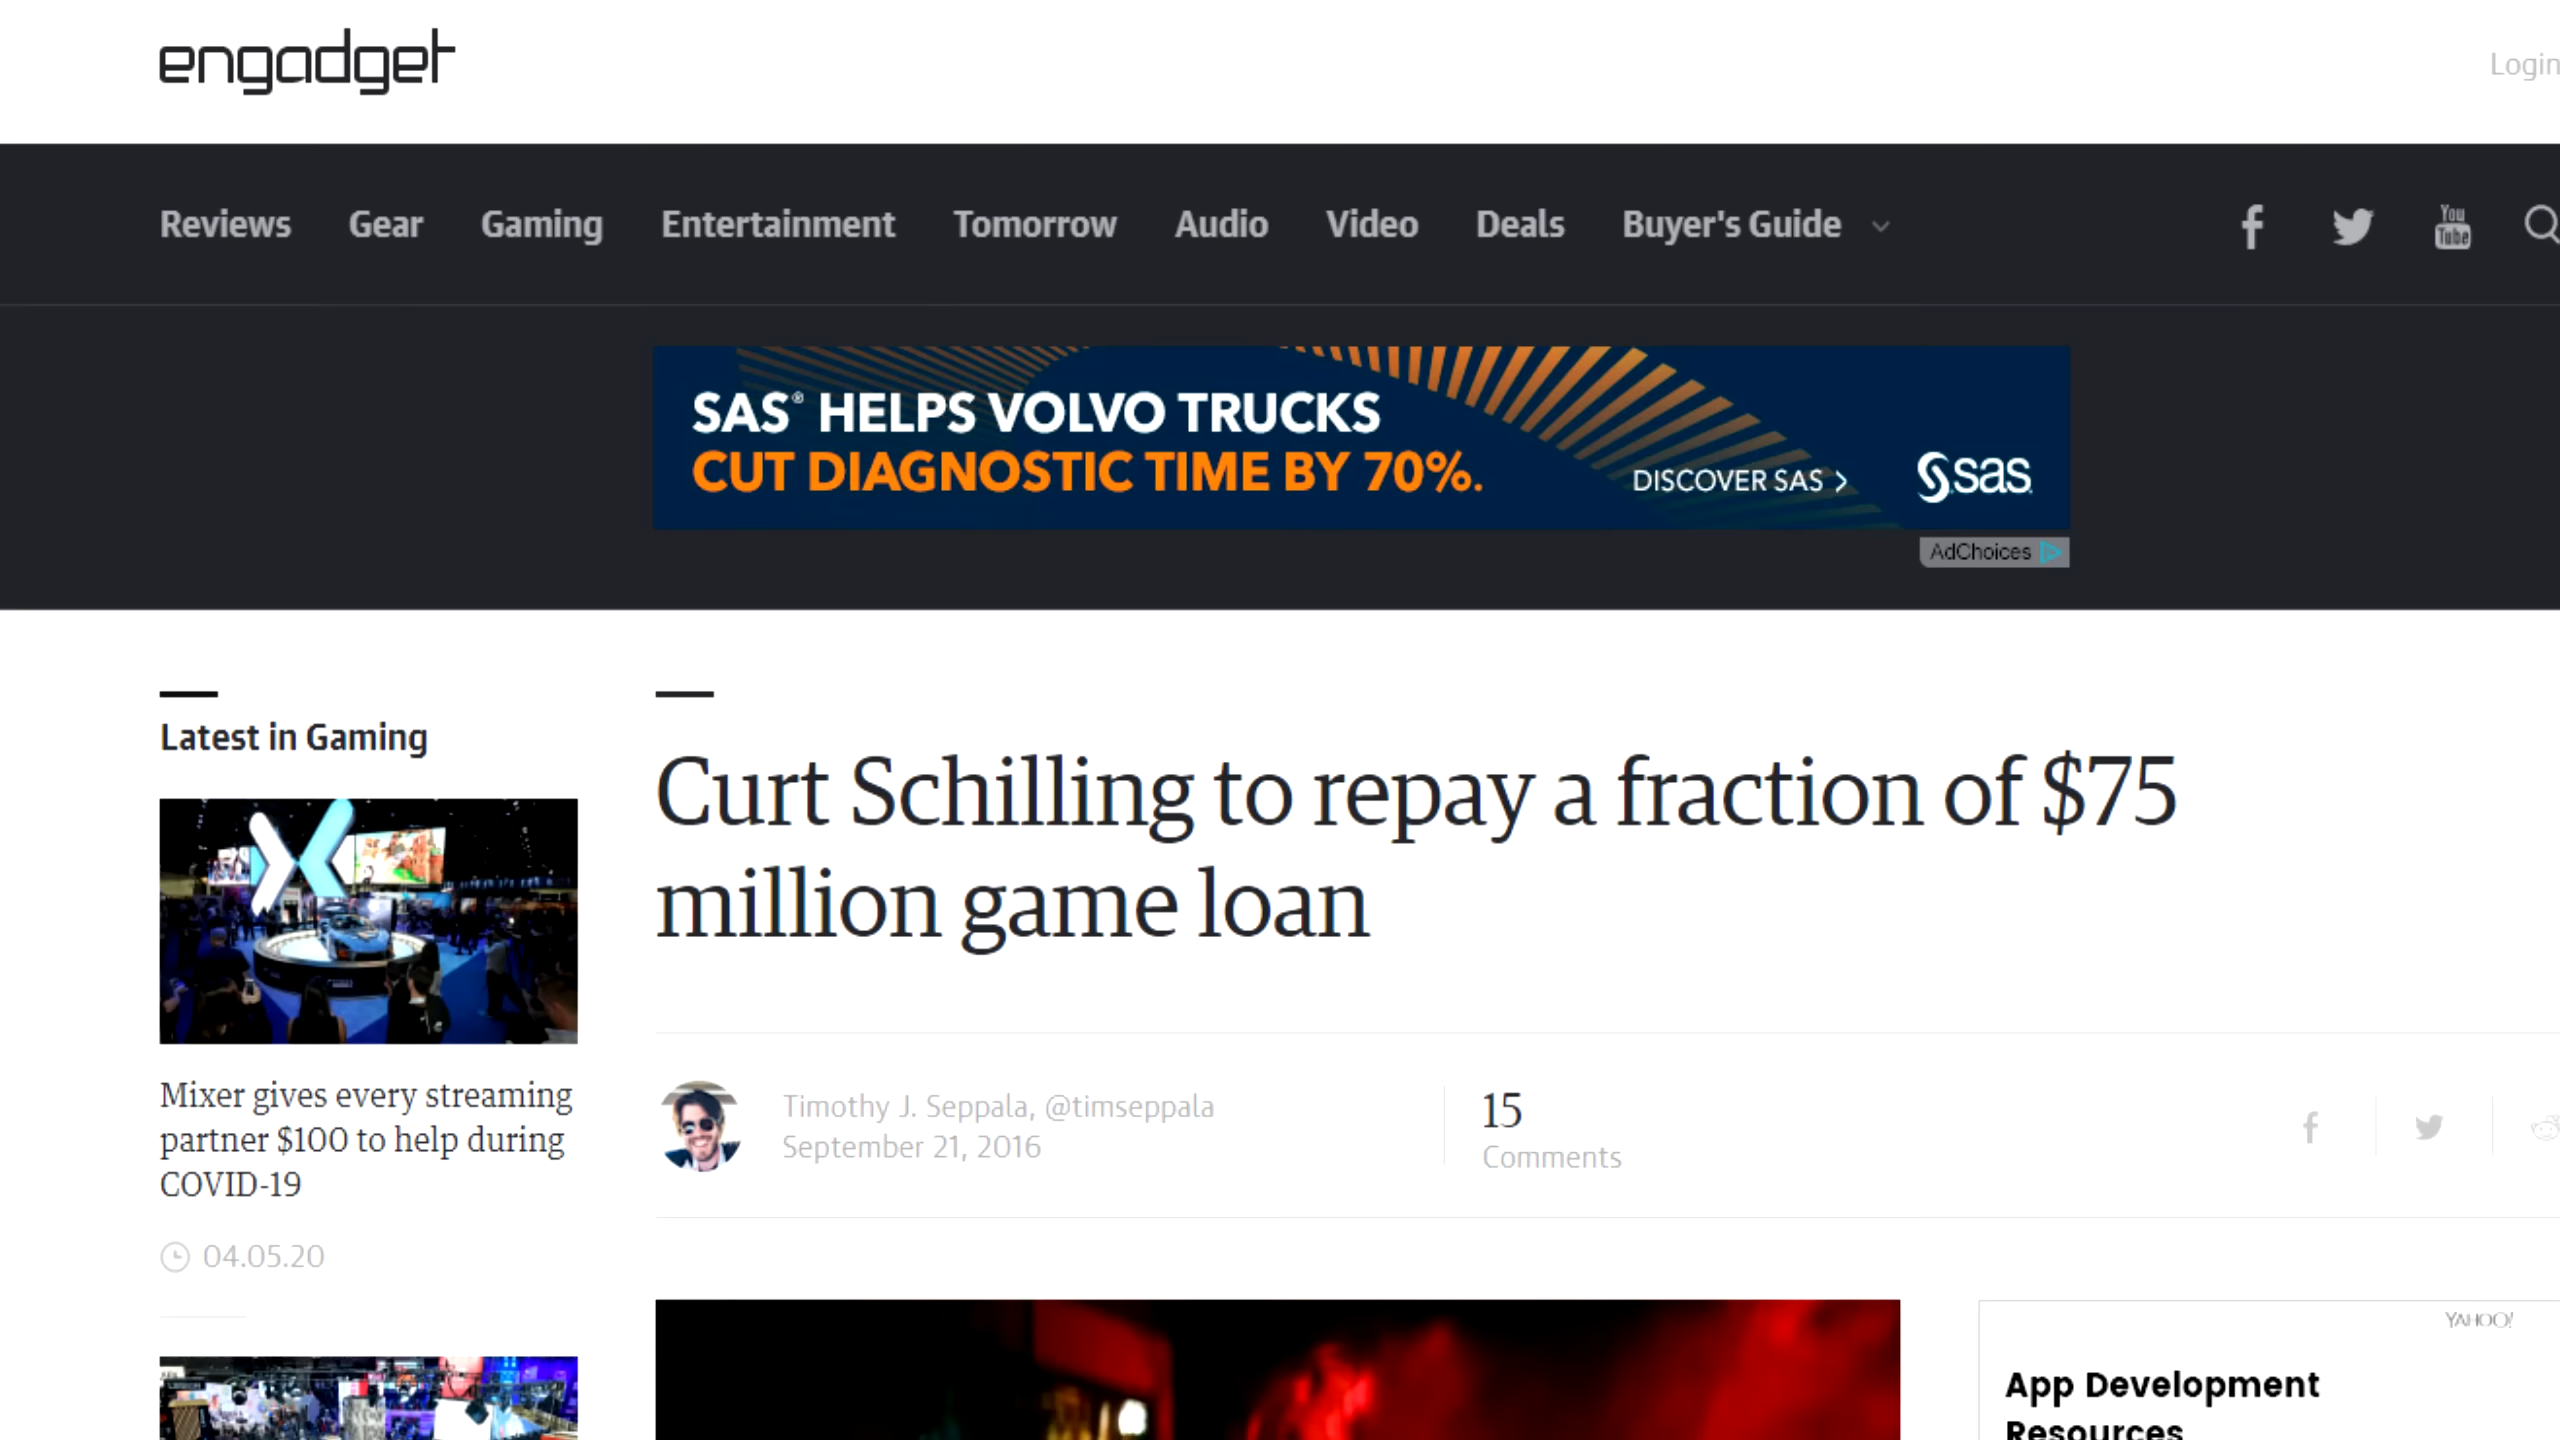 engadget
Login
Reviews Gear Gaming Entertainment Tomorrow Audio Video Deals Buyer's Guide
You
Tube
SAS® HELPS VOLVO TRUCKS
CUT DIAGNOSTIC TIME BY 70%.
DISCOVER SAS >
sas
AdChoices
Latest in Gaming
Curt Schilling to repay a fraction of $75
million game loan
Mixer gives every streaming
partner $100 to help during
COVID-19
04.05.20
Timothy J. Seppala, @timseppala
September 21, 2016
15
Comments
YAHOO!
App Development
Resources